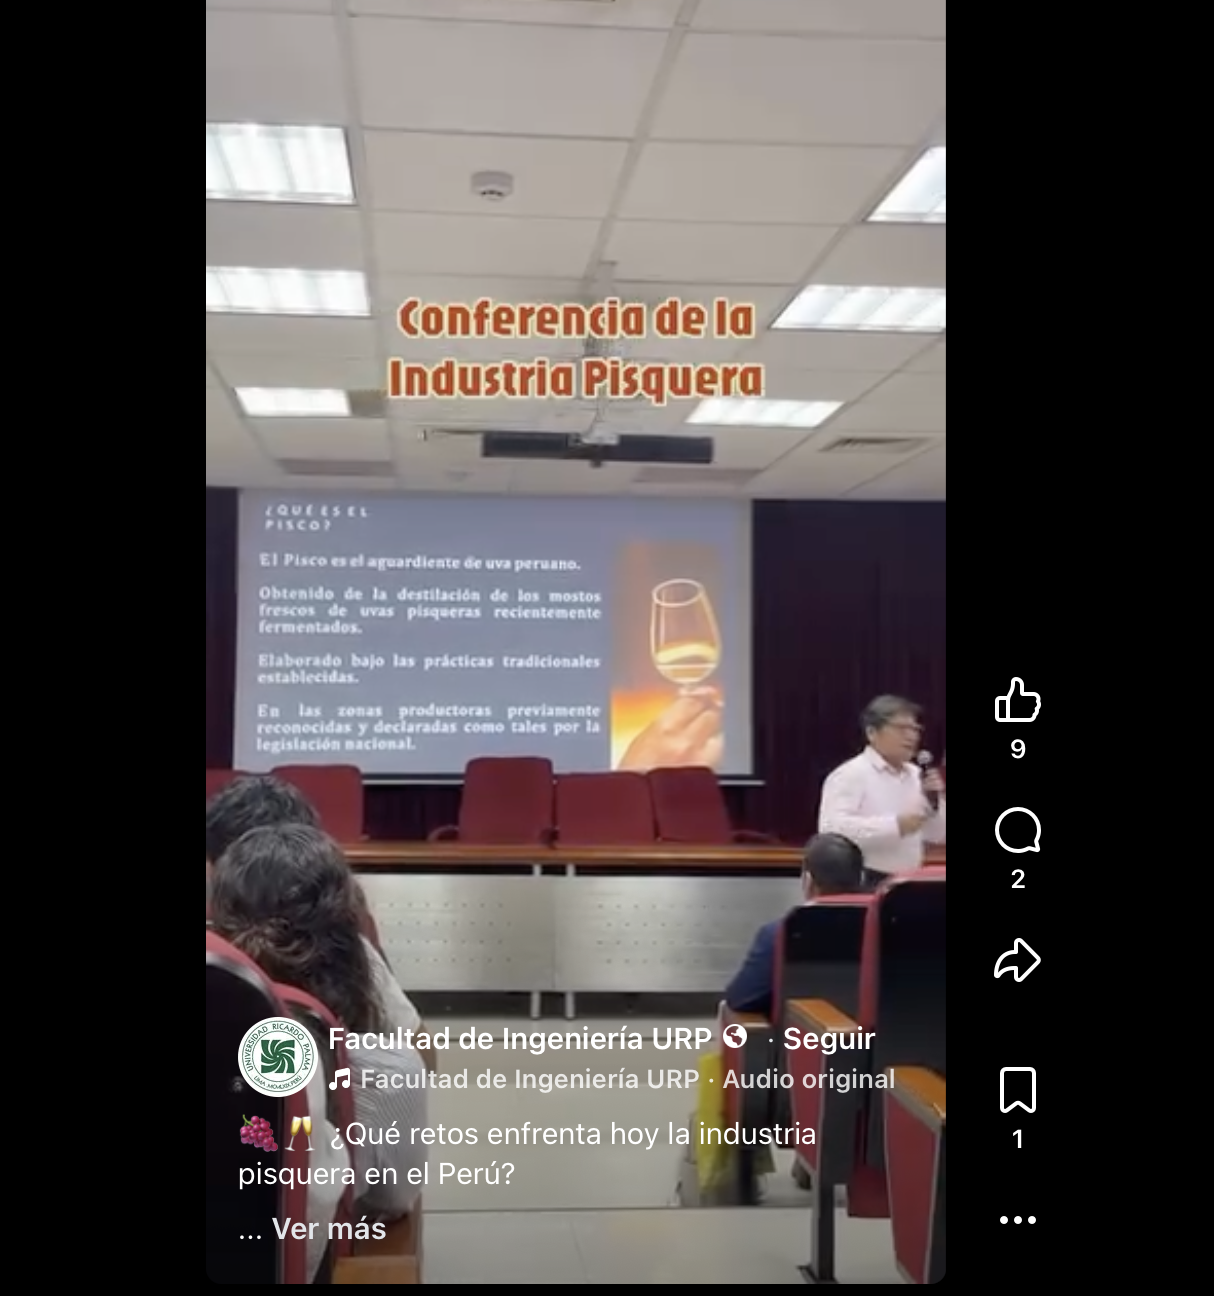 Conferencia de la
Industria Pisquera
¿QUÉ ES EL
PISCO?
El Pisco es el aguardiente de uva peruano.
Obtenido de la destilación de los mostos
frescos de uvas pisqueras recientemente
fermentados.
Elaborado bajo las prácticas tradicionales
establecidas.
En las zonas productoras previamente
reconocidas y declaradas como tales por la
legislación nacional.
9
2
UNIVERSIDAD RICARDO PALMA
Facultad de Ingeniería URP · Seguir
Facultad de Ingeniería URP · Audio original
🍇🥂 ¿Qué retos enfrenta hoy la industria
pisquera en el Perú?
... Ver más
1